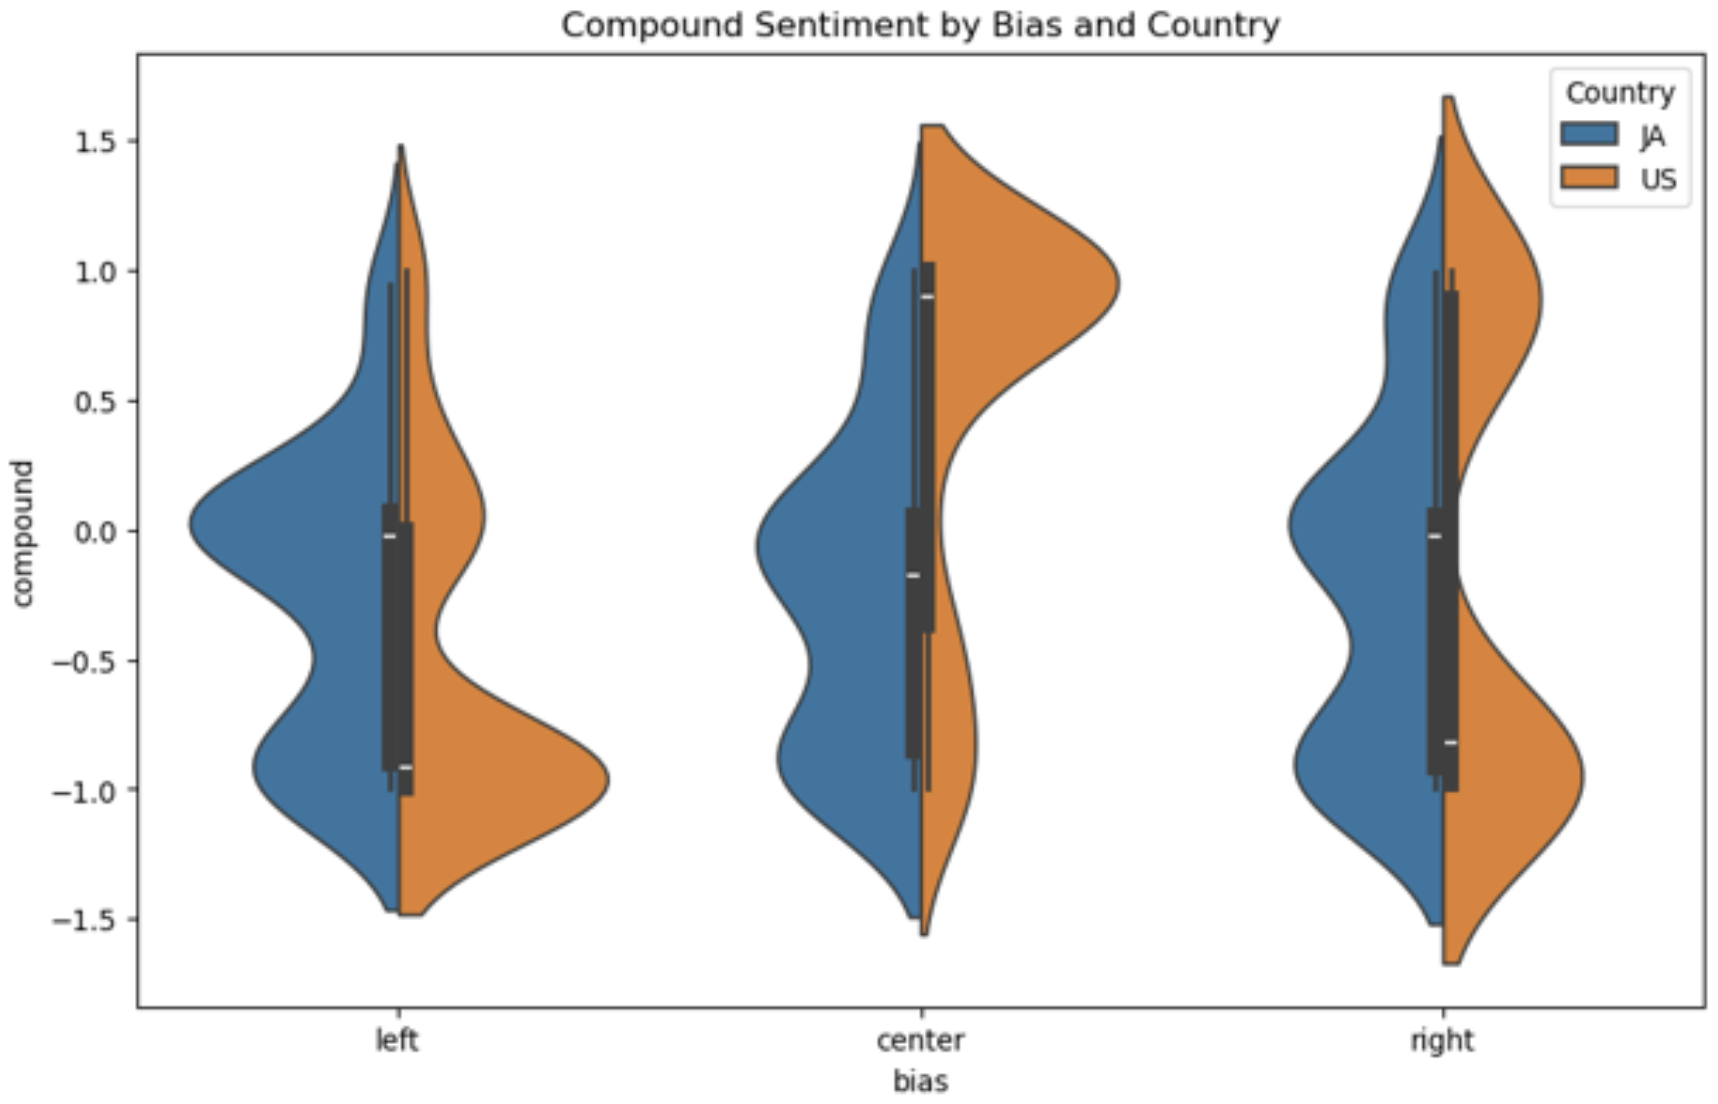 Compound Sentiment by Bias and Country
Country
JA
US
compound
1.5
1.0
0.5
0.0
−0.5
−1.0
−1.5
left
center
right
bias